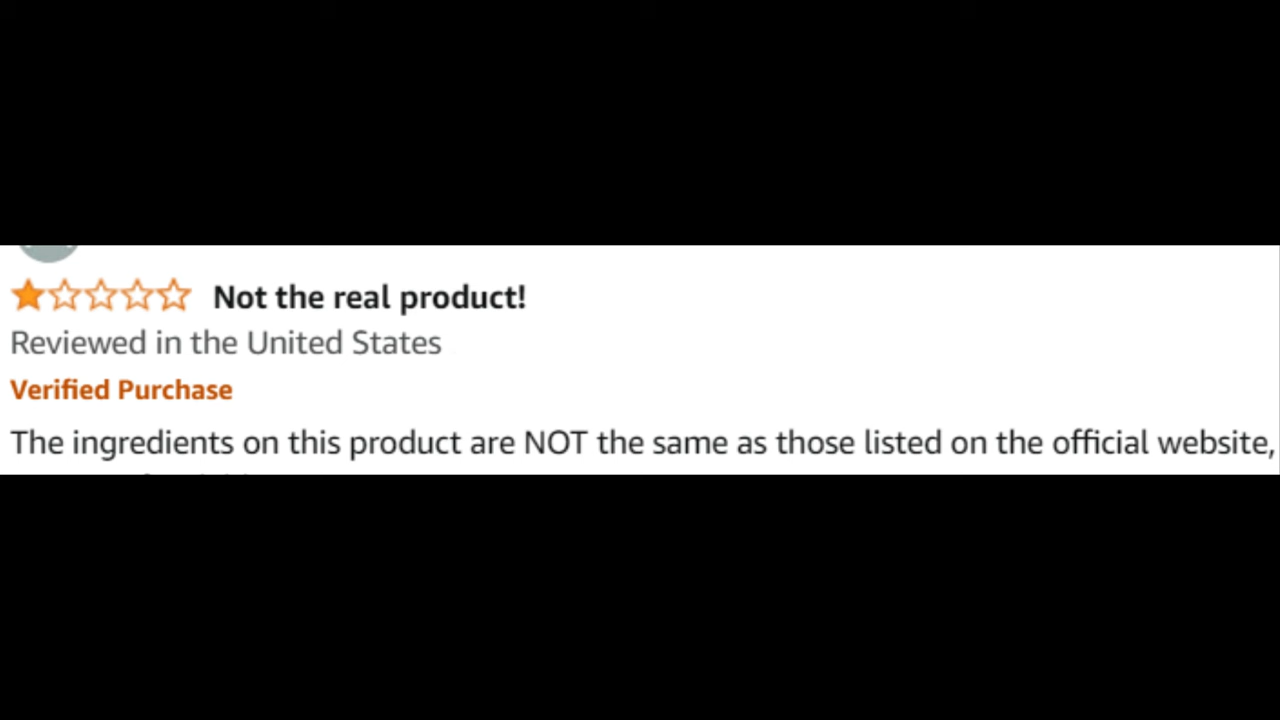 Not the real product!
Reviewed in the United States
Verified Purchase
The ingredients on this product are NOT the same as those listed on the official website,